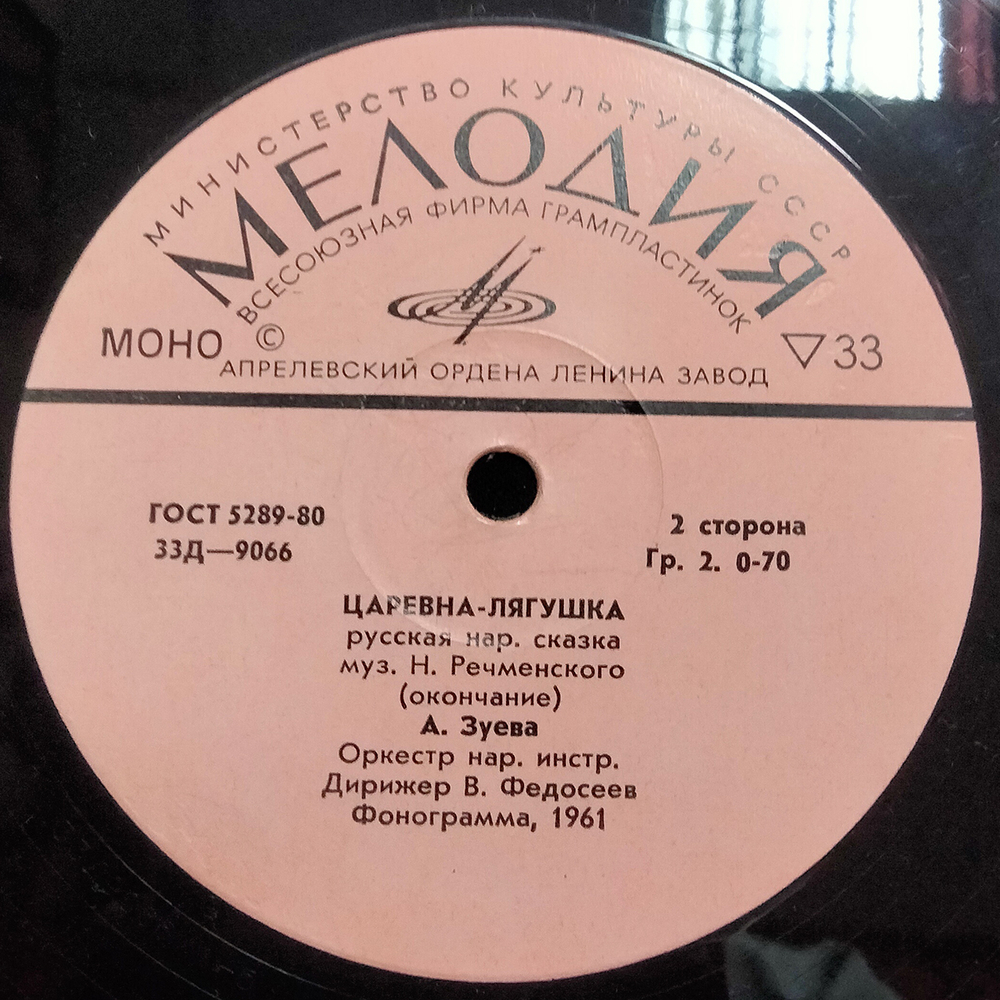 МИНИСТЕРСТВО КУЛЬТУРЫ СССР
МЕЛОДИЯ
ВСЕСОЮЗНАЯ ФИРМА ГРАМПЛАСТИНОК
МОНО © ▽33
АПРЕЛЕВСКИЙ ОРДЕНА ЛЕНИНА ЗАВОД
ГОСТ 5289-80
33Д—9066
2 сторона
Гр. 2. 0-70
ЦАРЕВНА-ЛЯГУШКА
русская нар. сказка
муз. Н. Речменского
(окончание)
А. Зуева
Оркестр нар. инстр.
Дирижер В. Федосеев
Фонограмма, 1961